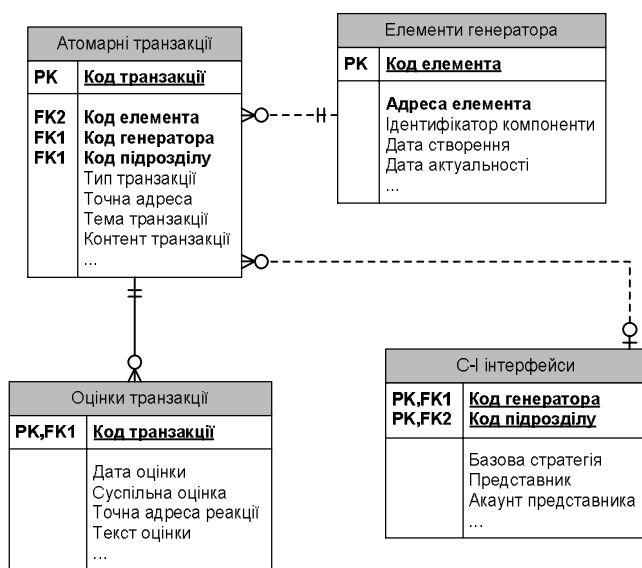 Атомарні транзакції
PK Код транзакції
FK2 Код елемента
FK1 Код генератора
FK1 Код підрозділу
Тип транзакції
Точна адреса
Тема транзакції
Контент транзакції
...
Елементи генератора
PK Код елемента
Адреса елемента
Ідентифікатор компоненти
Дата створення
Дата актуальності
...
Оцінки транзакції
PK,FK1 Код транзакції
Дата оцінки
Суспільна оцінка
Точна адреса реакції
Текст оцінки
...
С-І інтерфейси
PK,FK1 Код генератора
PK,FK2 Код підрозділу
Базова стратегія
Представник
Акаунт представника
...